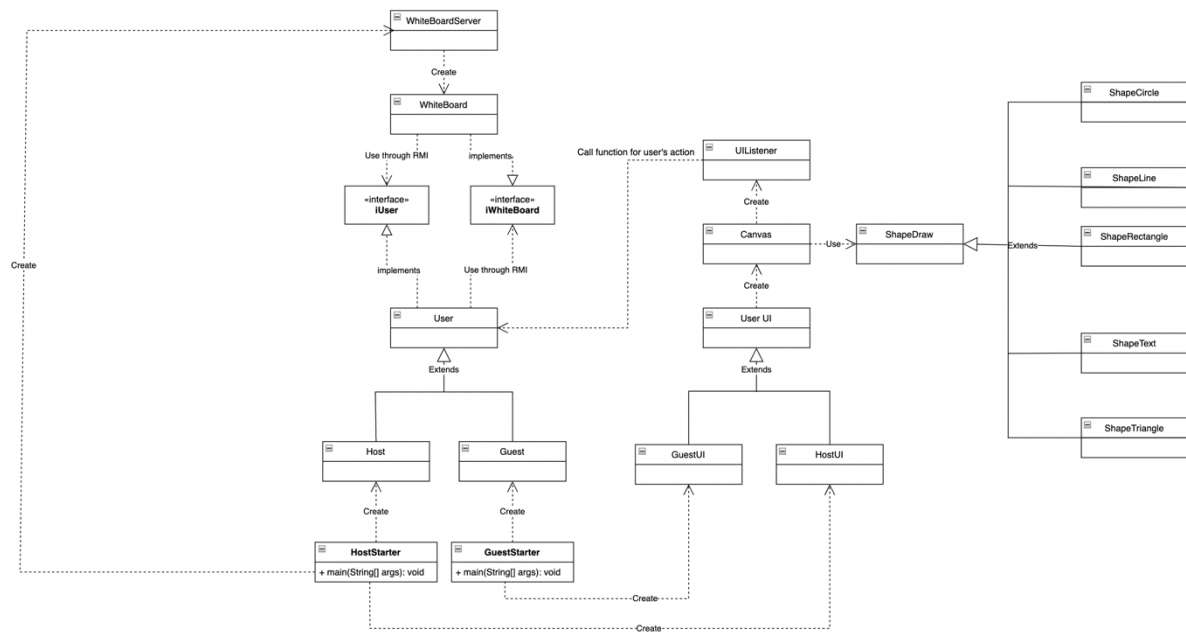 WhiteBoardServer
Create
WhiteBoard
Use through RMI
implements
«interface»
iUser
«interface»
iWhiteBoard
implements
Use through RMI
User
Extends
Host
Guest
Create
Create
HostStarter
+ main(String[] args): void
GuestStarter
+ main(String[] args): void
Create
Create
Create
Call function for user's action
UIListener
Create
Canvas
Use
ShapeDraw
Create
User UI
Extends
GuestUI
HostUI
Extends
ShapeCircle
ShapeLine
ShapeRectangle
ShapeText
ShapeTriangle